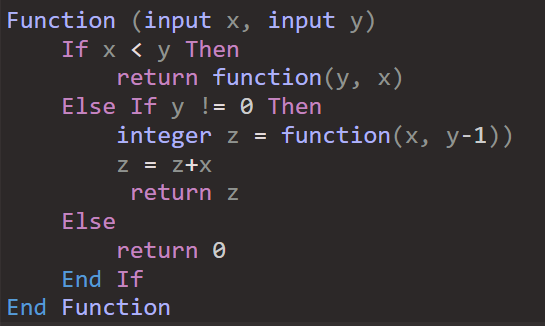 Function (input x, input y)
    If x < y Then
        return function(y, x)
    Else If y != 0 Then
        integer z = function(x, y-1))
        z = z+x
         return z
    Else
        return 0
    End If
End Function